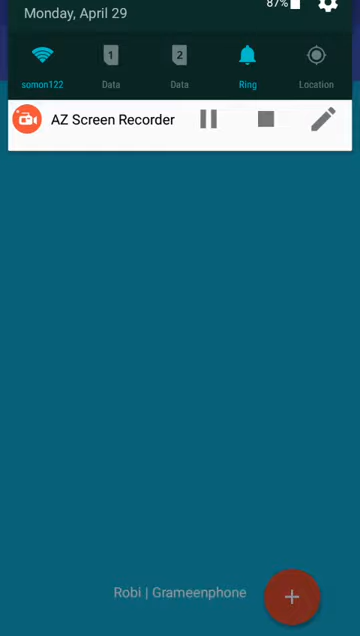 87%
Monday, April 29
1
2
somon122
Data
Data
Ring
Location
AZ Screen Recorder
Robi | Grameenphone